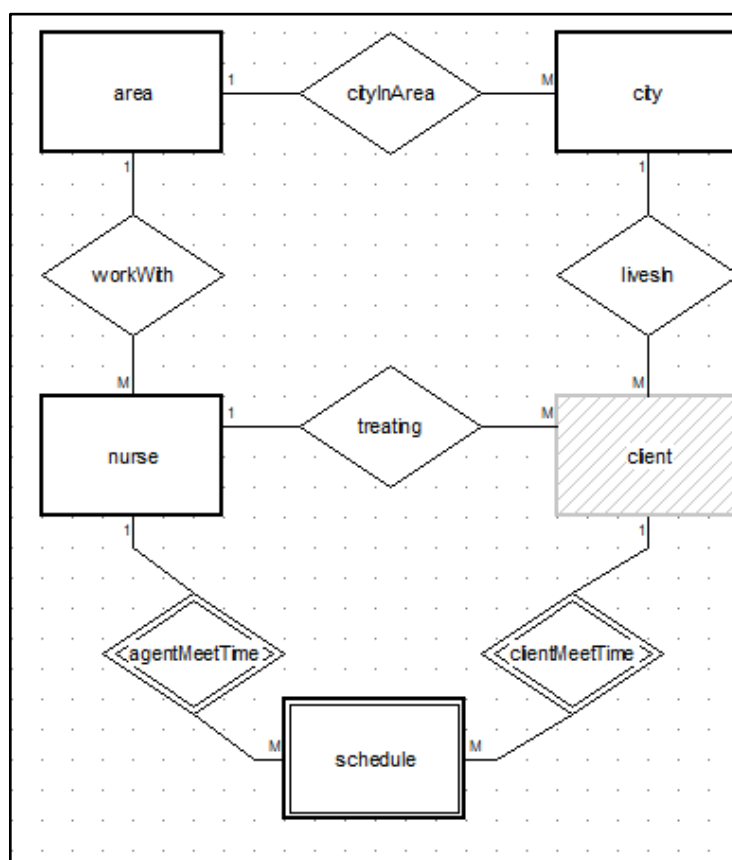 area
1
cityInArea
M
city
1
1
workWith
livesIn
M
M
nurse
1
treating
M
client
1
1
agentMeetTime
clientMeetTime
M
schedule
M